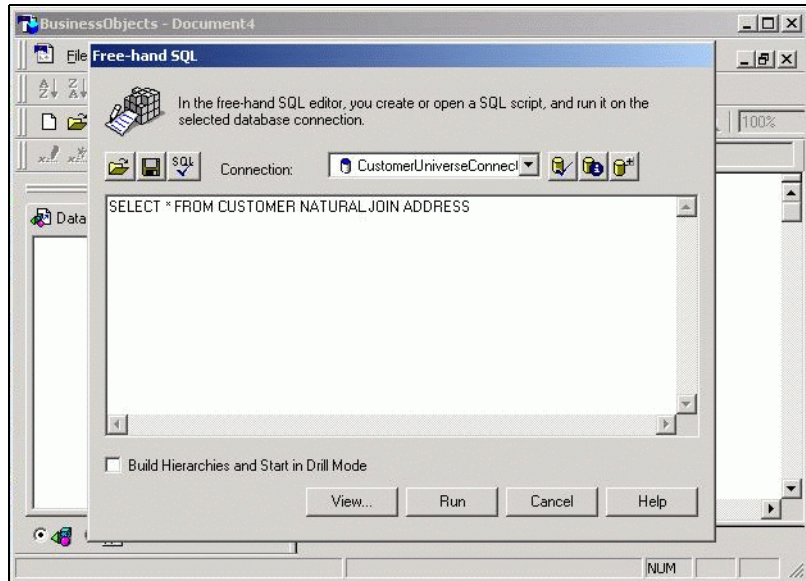 BusinessObjects - Document4
File
Free-hand SQL
In the free-hand SQL editor, you create or open a SQL script, and run it on the
selected database connection.
100%
SQL
Connection:
CustomerUniverseConnect
Data
SELECT * FROM CUSTOMER NATURAL JOIN ADDRESS
Build Hierarchies and Start in Drill Mode
View...
Run
Cancel
Help
NUM